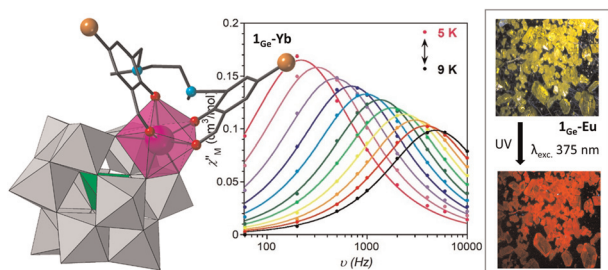 1Ge-Yb
5 K
9 K
χ"M (cm3/mol)
0.2
0.15
0.1
0.05
0
100
1000
10000
υ (Hz)
1Ge-Eu
UV
λexc. 375 nm